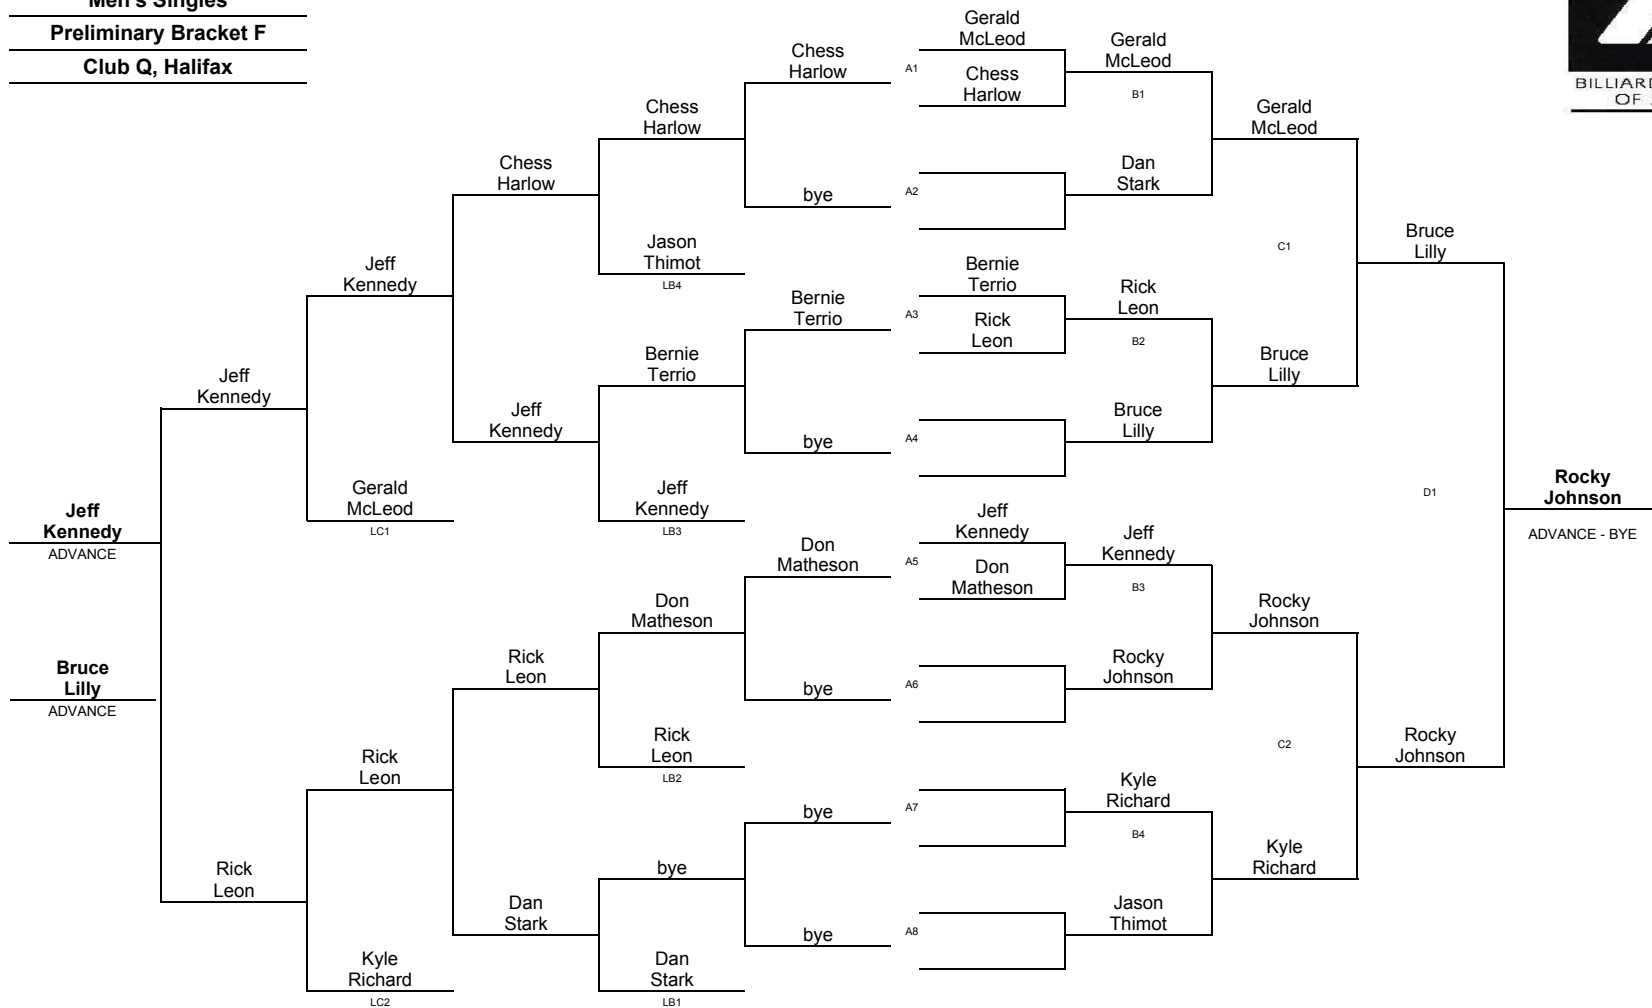 Men's Singles
Preliminary Bracket F
Club Q, Halifax
BILLIARD
OF
Gerald
McLeod
A1
Chess
Harlow
Gerald
McLeod
B1
Chess
Harlow
Chess
Harlow
Gerald
McLeod
Chess
Harlow
Dan
Stark
bye
A2
Jason
Thimot
LB4
C1
Bruce
Lilly
Jeff
Kennedy
Bernie
Terrio
A3
Rick
Leon
Bernie
Terrio
Rick
Leon
B2
Bernie
Terrio
Bruce
Lilly
Jeff
Kennedy
Jeff
Kennedy
bye
A4
Bruce
Lilly
Gerald
McLeod
LC1
Jeff
Kennedy
LB3
D1
Rocky
Johnson
ADVANCE - BYE
Jeff
Kennedy
ADVANCE
Jeff
Kennedy
A5
Don
Matheson
Don
Matheson
Jeff
Kennedy
B3
Don
Matheson
Rocky
Johnson
Bruce
Lilly
ADVANCE
Rick
Leon
bye
A6
Rocky
Johnson
Rick
Leon
Rick
Leon
LB2
C2
Rocky
Johnson
bye
A7
Kyle
Richard
B4
Rick
Leon
bye
Kyle
Richard
Dan
Stark
bye
A8
Jason
Thimot
Kyle
Richard
LC2
Dan
Stark
LB1